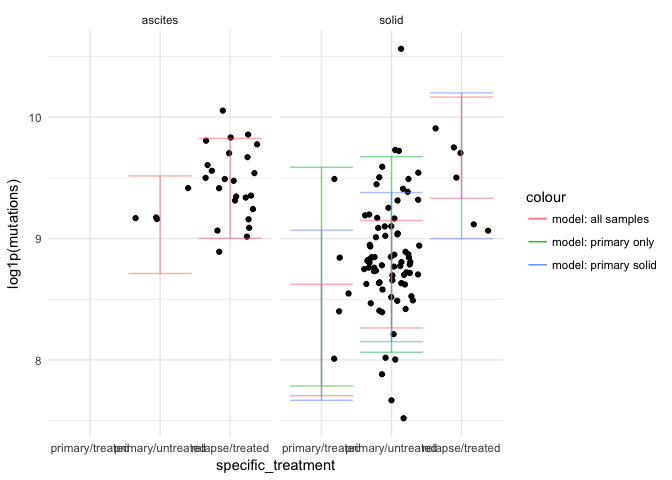 ascites
solid
10
9
8
log1p(mutations)
primary/treated
primary/untreated
relapse/treated
primary/treated
primary/untreated
relapse/treated
specific_treatment
colour
model: all samples
model: primary only
model: primary solid